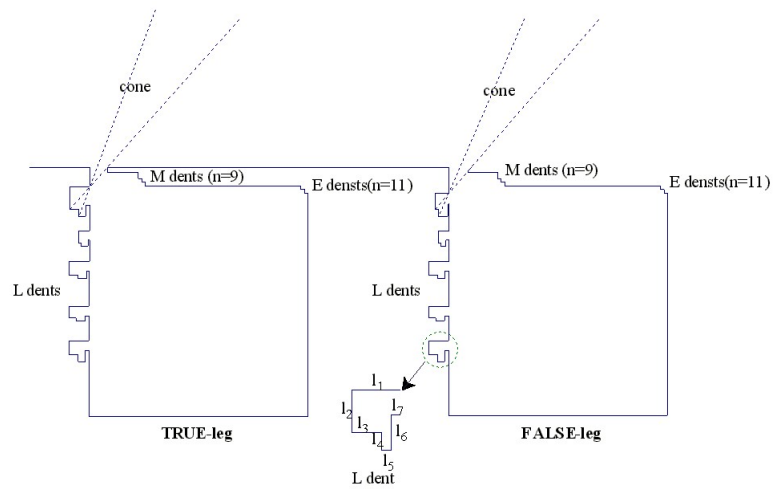 cone
cone
M dents (n=9)
E densts(n=11)
M dents (n=9)
E densts(n=11)
L dents
L dents
l1
l2
l7
l3
l4
l6
l5
L dent
TRUE-leg
FALSE-leg